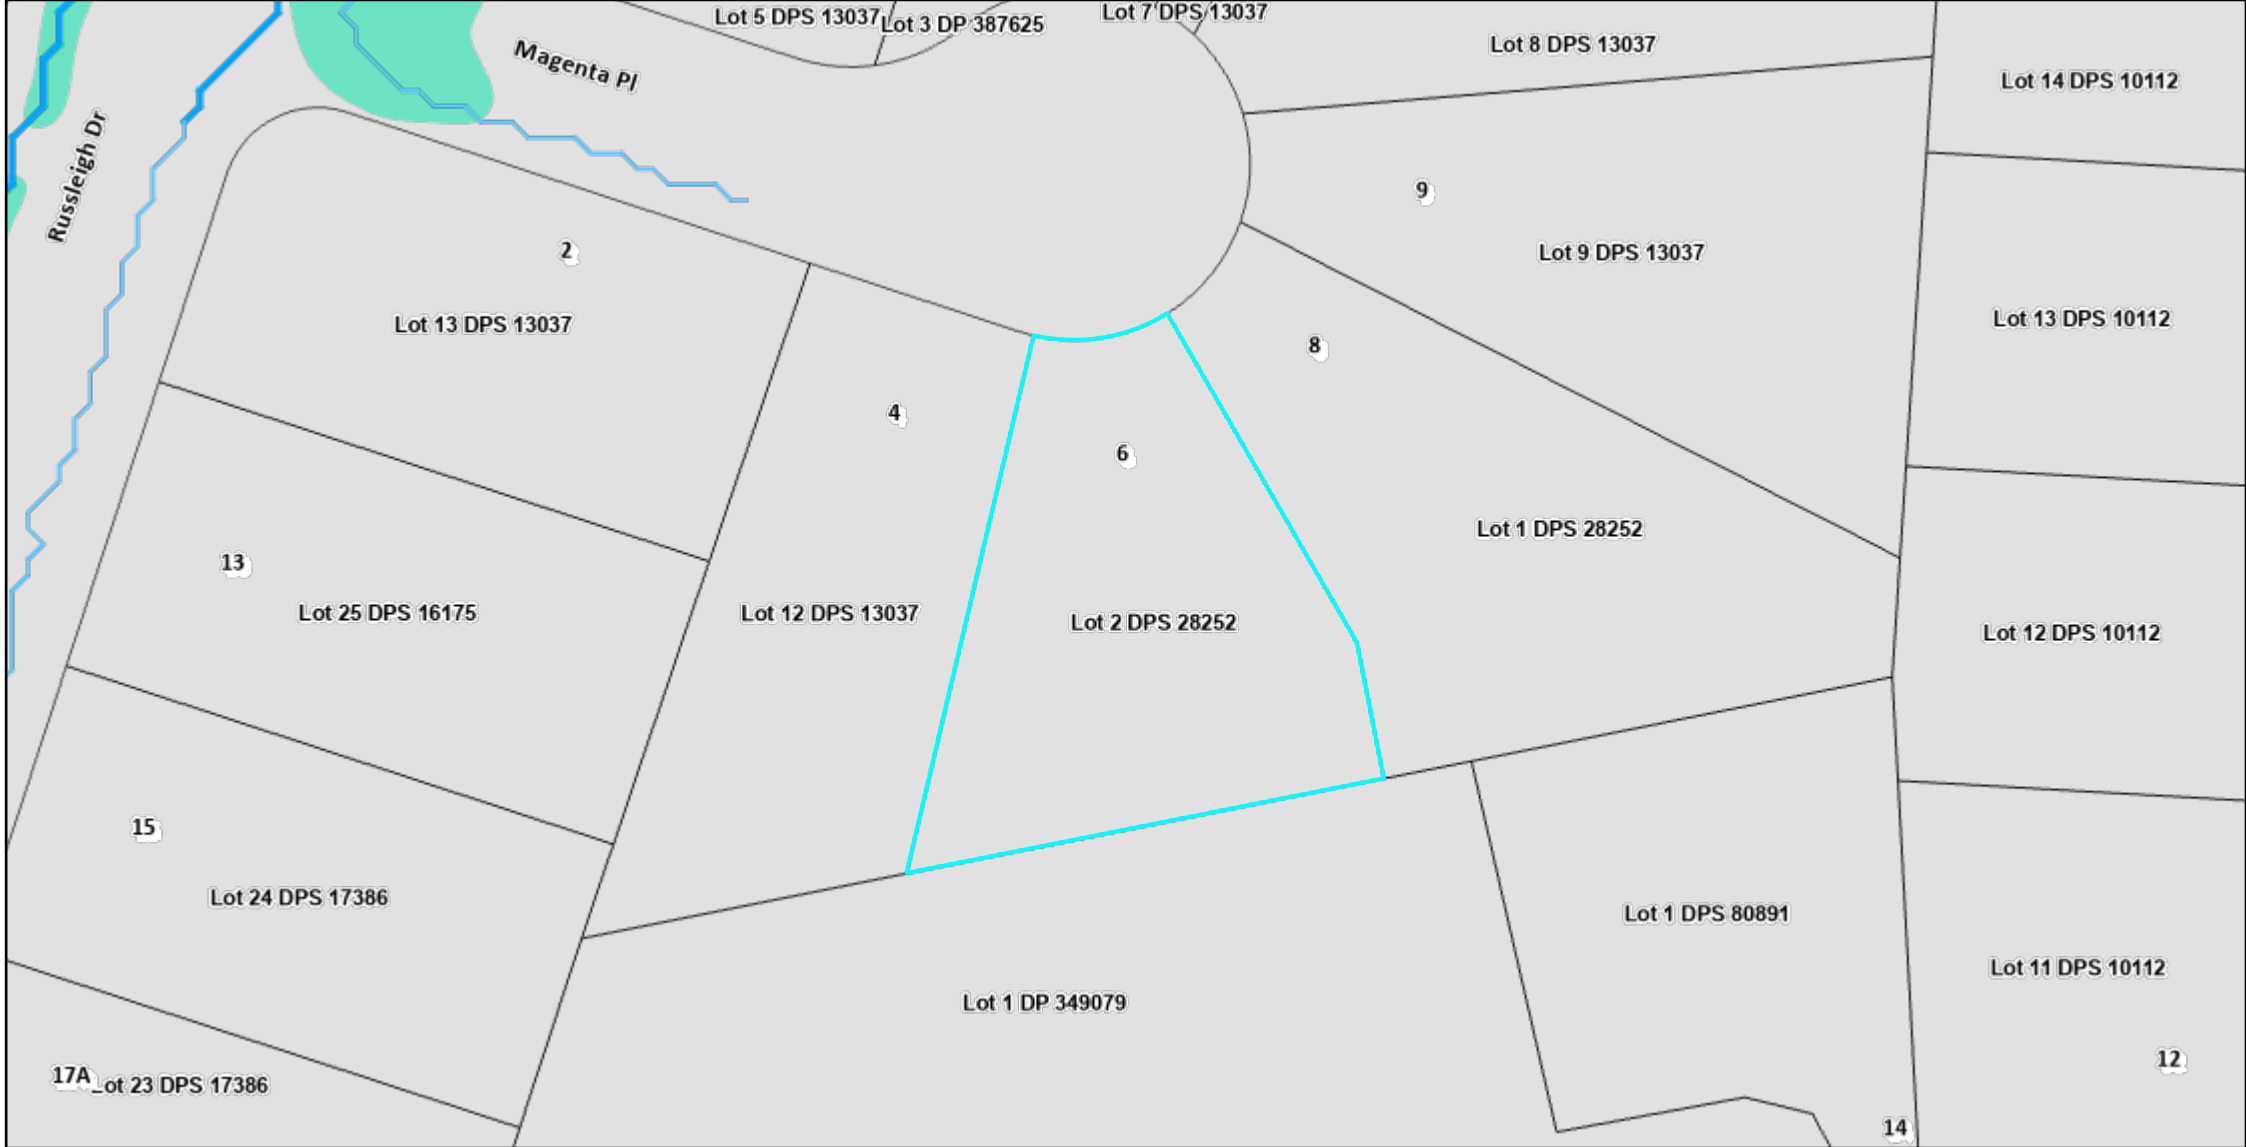 Lot 5 DPS 13037
Lot 3 DP 387625
Lot 7 DPS 13037
Lot 8 DPS 13037
Magenta Pl
Lot 14 DPS 10112
Russleigh Dr
9
2
Lot 9 DPS 13037
Lot 13 DPS 13037
Lot 13 DPS 10112
8
4
6
Lot 1 DPS 28252
13
Lot 25 DPS 16175
Lot 12 DPS 13037
Lot 2 DPS 28252
Lot 12 DPS 10112
15
Lot 24 DPS 17386
Lot 1 DPS 80891
Lot 11 DPS 10112
Lot 1 DP 349079
12
17A
Lot 23 DPS 17386
14